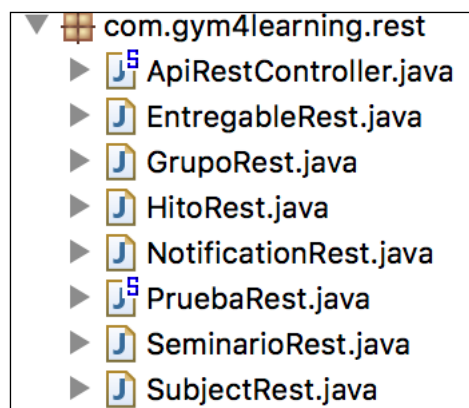 com.gym4learning.rest
ApiRestController.java
EntregableRest.java
GrupoRest.java
HitoRest.java
NotificationRest.java
PruebaRest.java
SeminarioRest.java
SubjectRest.java